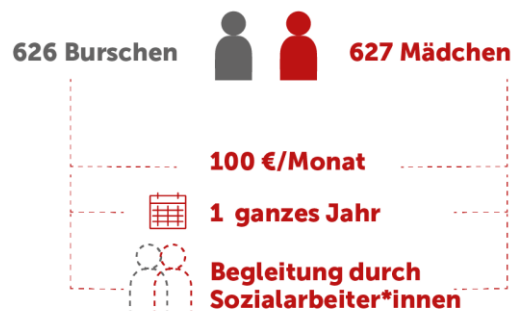 626 Burschen
627 Mädchen
100 €/Monat
1 ganzes Jahr
Begleitung durch
Sozialarbeiter*innen